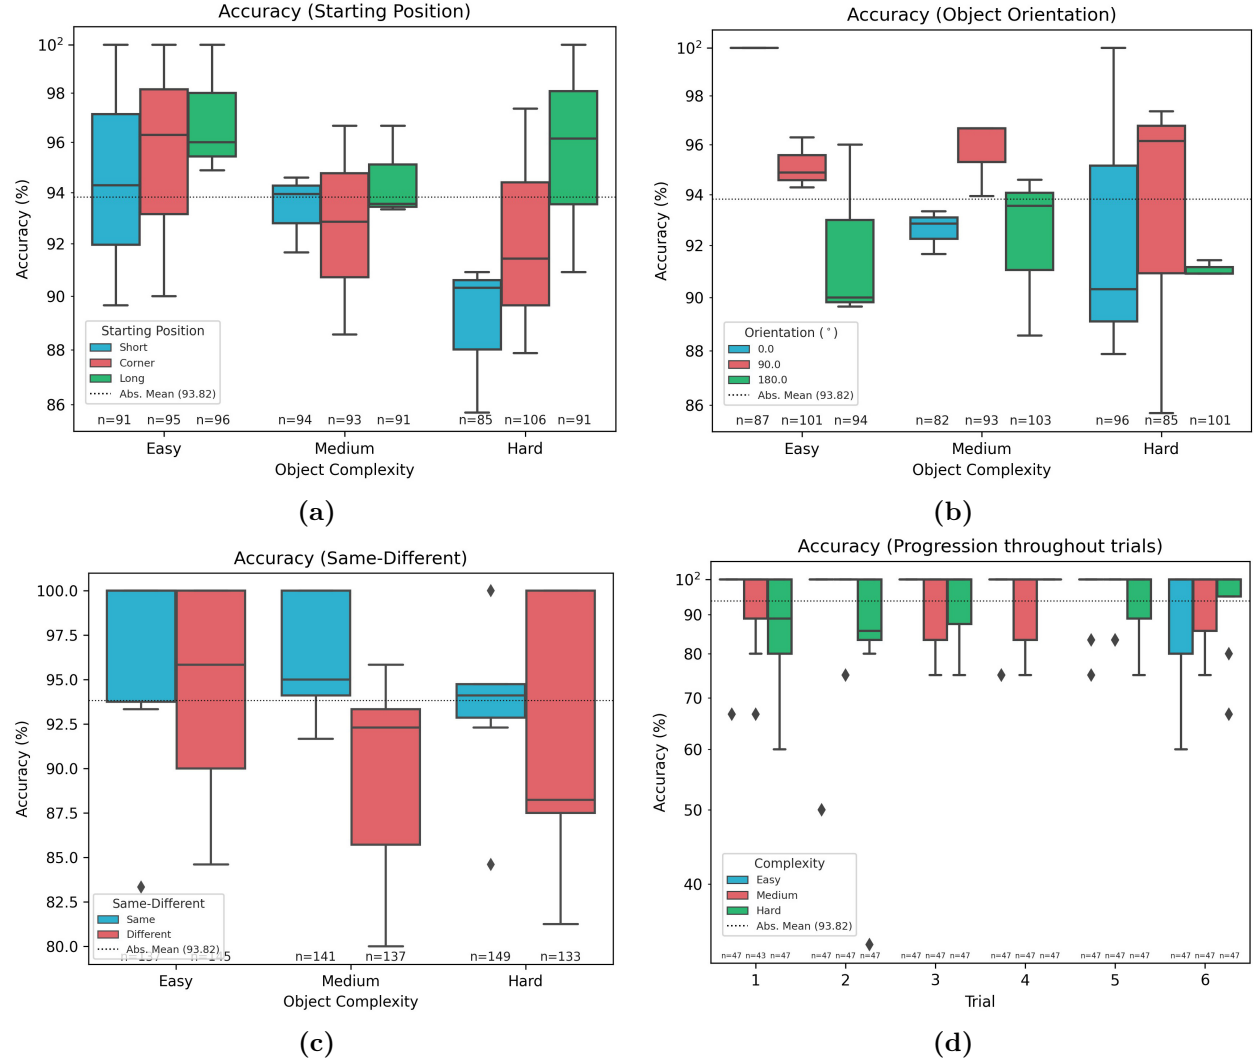 Accuracy (Starting Position)
10²
98
96
94
92
90
88
86
Accuracy (%)
Starting Position
Short
Corner
Long
Abs. Mean (93.82)
n=91 n=95 n=96 n=94 n=93 n=91 n=85 n=106 n=91
Easy Medium Hard
Object Complexity
(a)
Accuracy (Object Orientation)
10²
98
96
94
92
90
88
86
Accuracy (%)
Orientation (°)
0.0
90.0
180.0
Abs. Mean (93.82)
n=87 n=101 n=94 n=82 n=93 n=103 n=96 n=85 n=101
Easy Medium Hard
Object Complexity
(b)
Accuracy (Same-Different)
100.0
97.5
95.0
92.5
90.0
87.5
85.0
82.5
80.0
Accuracy (%)
Same-Different
Same
Different
Abs. Mean (93.82)
n=137 n=145 n=141 n=137 n=149 n=133
Easy Medium Hard
Object Complexity
(c)
Accuracy (Progression throughout trials)
10²
90
80
70
60
50
40
Accuracy (%)
Complexity
Easy
Medium
Hard
Abs. Mean (93.82)
n=47 n=43 n=47 n=47 n=47 n=47 n=47 n=47 n=47 n=47 n=47 n=47 n=47 n=47 n=47 n=47 n=47 n=47
1 2 3 4 5 6
Trial
(d)